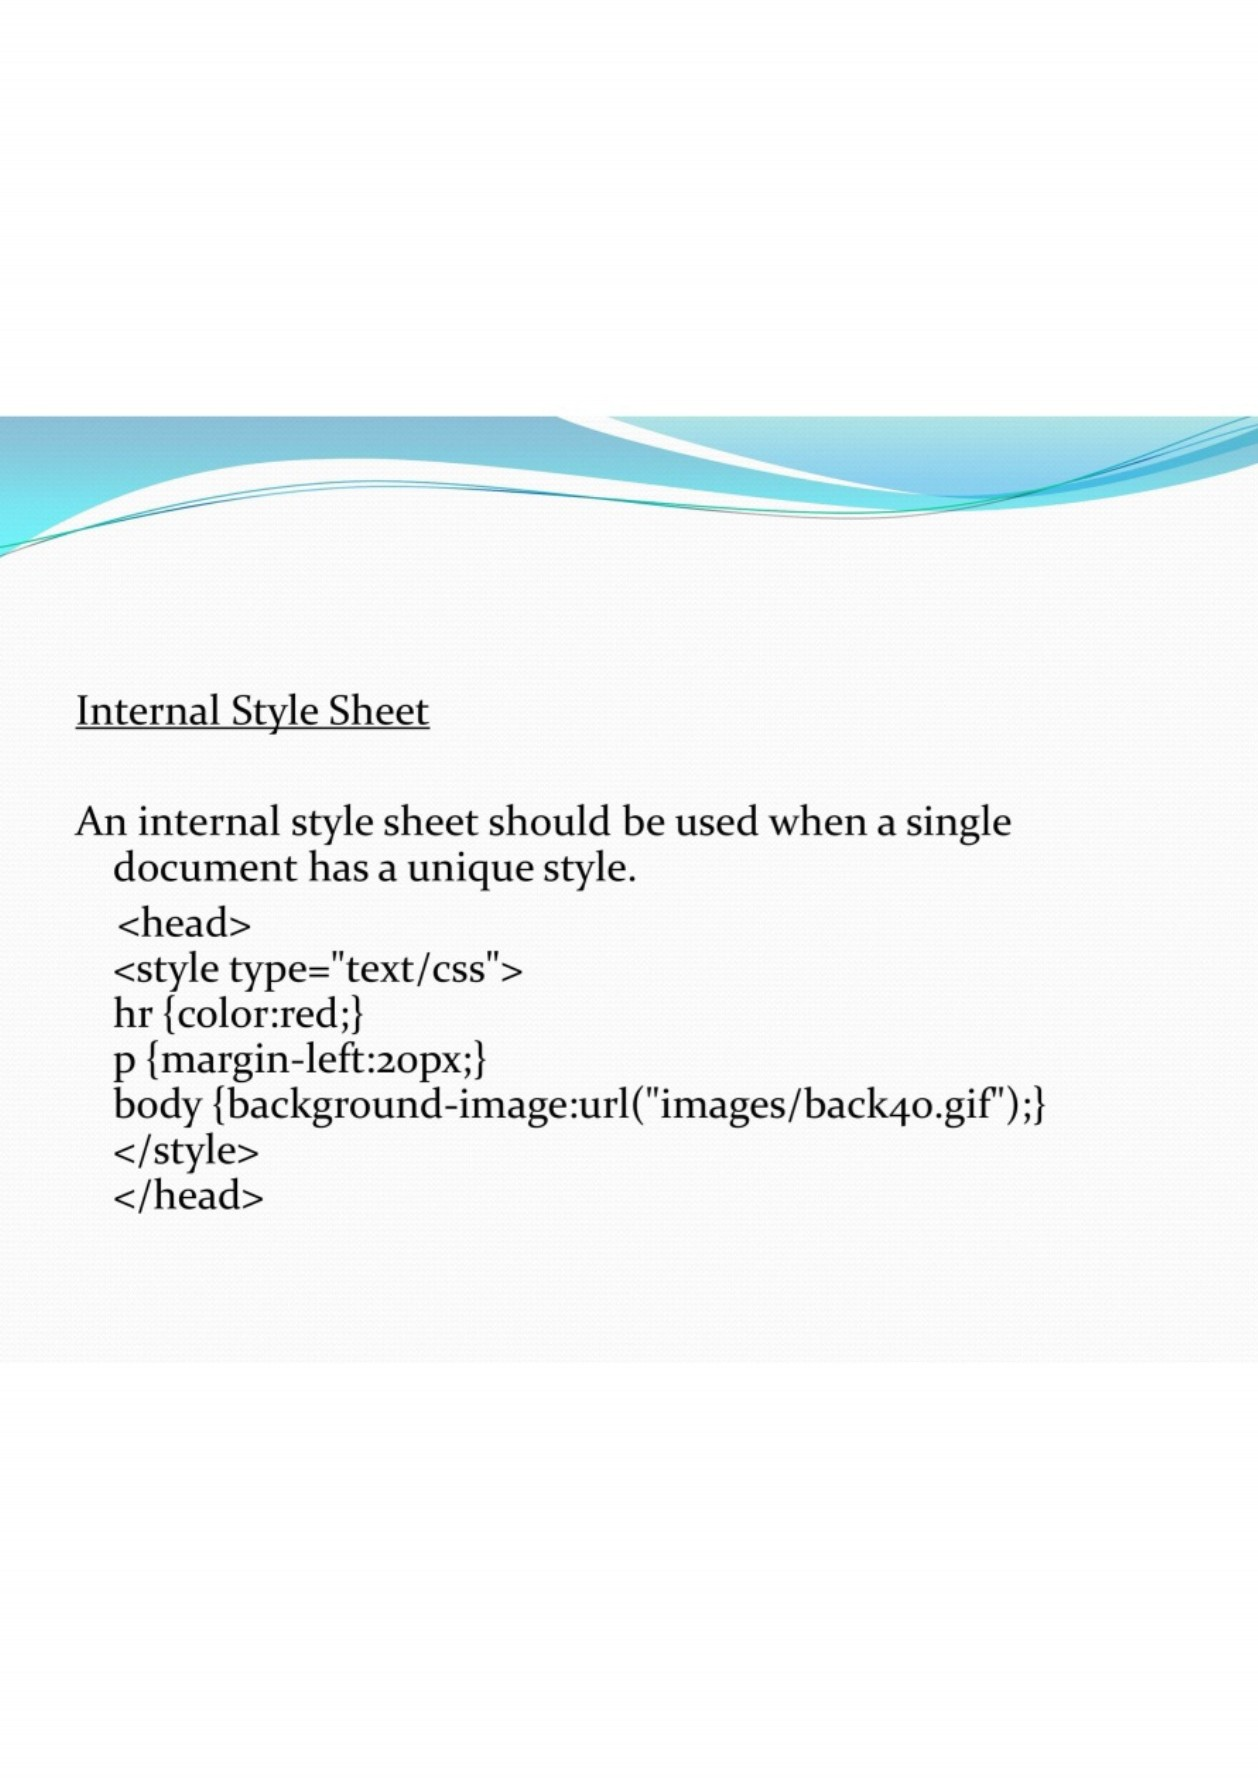 Internal Style Sheet
An internal style sheet should be used when a single
document has a unique style.
<head>
<style type="text/css">
hr {color:red;}
p {margin-left:20px;}
body {background-image:url("images/back40.gif");}
</style>
</head>